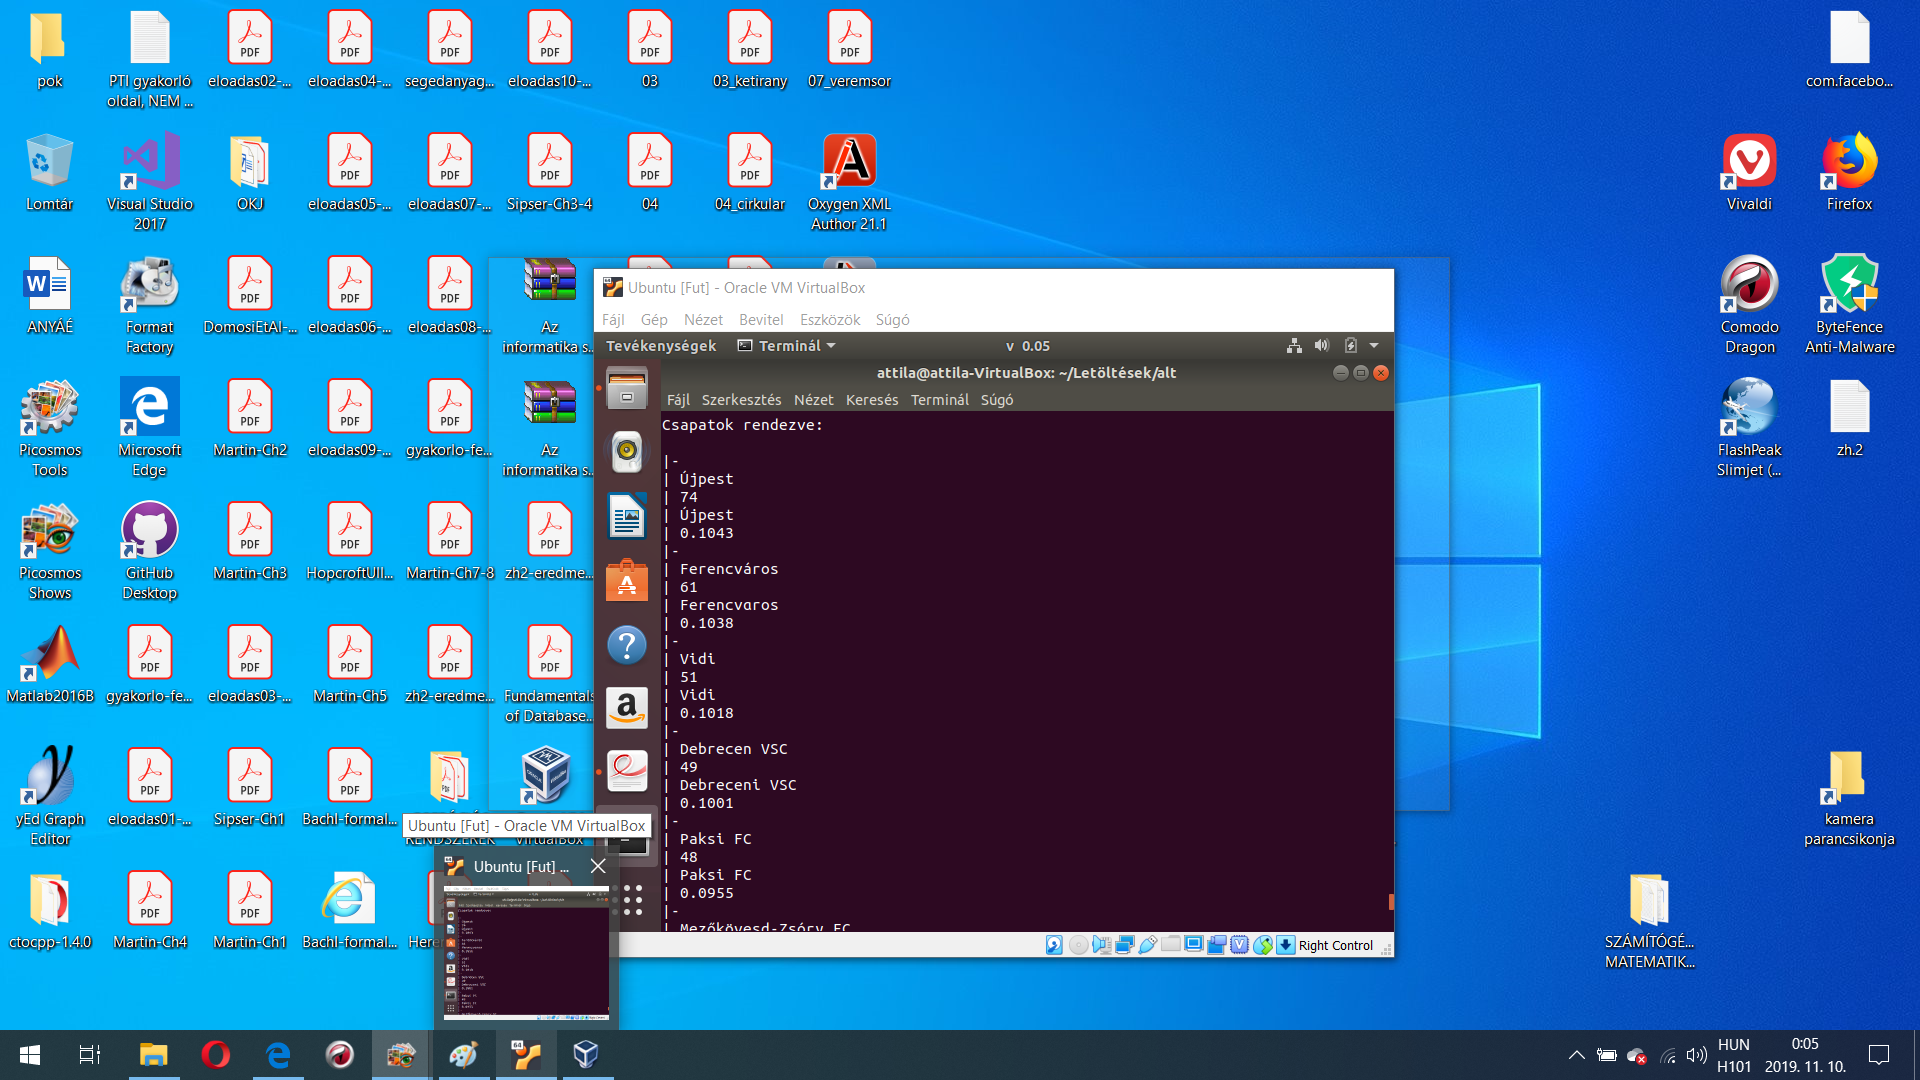 pok
PTI gyakorló
oldal, NEM ...
eloadas02-...
eloadas04-...
segedanyag...
eloadas10-...
03
03_ketirany
07_veremsor
com.facebo...
Lomtár
Visual Studio
2017
OKJ
eloadas05-...
eloadas07-...
Sipser-Ch3-4
04
04_cirkular
Oxygen XML
Author 21.1
Vivaldi
Firefox
ANYÁÉ
Format
Factory
DomosiEtAl-...
eloadas06-...
eloadas08-...
Az
informatika s...
Comodo
Dragon
ByteFence
Anti-Malware
Picosmos
Tools
Microsoft
Edge
Martin-Ch2
eloadas09-...
gyakorlo-fe...
Az
informatika s...
FlashPeak
Slimjet (...
zh.2
Picosmos
Shows
GitHub
Desktop
Martin-Ch3
HopcroftUll...
Martin-Ch7-8
zh2-eredme...
Matlab2016B
gyakorlo-fe...
eloadas03-...
Martin-Ch5
zh2-eredme...
Fundamentals
of Database...
yEd Graph
Editor
eloadas01-...
Sipser-Ch1
Bachl-formal...
RENDSZEREK
VirtualBox
kamera
parancsikonja
ctocpp-1.4.0
Martin-Ch4
Martin-Ch1
Bachl-formal...
SZÁMÍTÓGÉ...
MATEMATIK...
Ubuntu [Fut] - Oracle VM VirtualBox
Fájl Gép Nézet Bevitel Eszközök Súgó
Tevékenységek Terminál v 0.05
attila@attila-VirtualBox: ~/Letöltések/alt
Fájl Szerkesztés Nézet Keresés Terminál Súgó
Csapatok rendezve:
|-
| Újpest
| 74
| Újpest
| 0.1043
|-
| Ferencváros
| 61
| Ferencvaros
| 0.1038
|-
| Vidi
| 51
| Vidi
| 0.1018
|-
| Debrecen VSC
| 49
| Debreceni VSC
| 0.1001
|-
| Paksi FC
| 48
| Paksi FC
| 0.0955
|-
| Mezőkövesd-Zsóry FC
Right Control
Ubuntu [Fut] - Oracle VM VirtualBox
Ubuntu [Fut] ...
HUN
H101
0:05
2019. 11. 10.